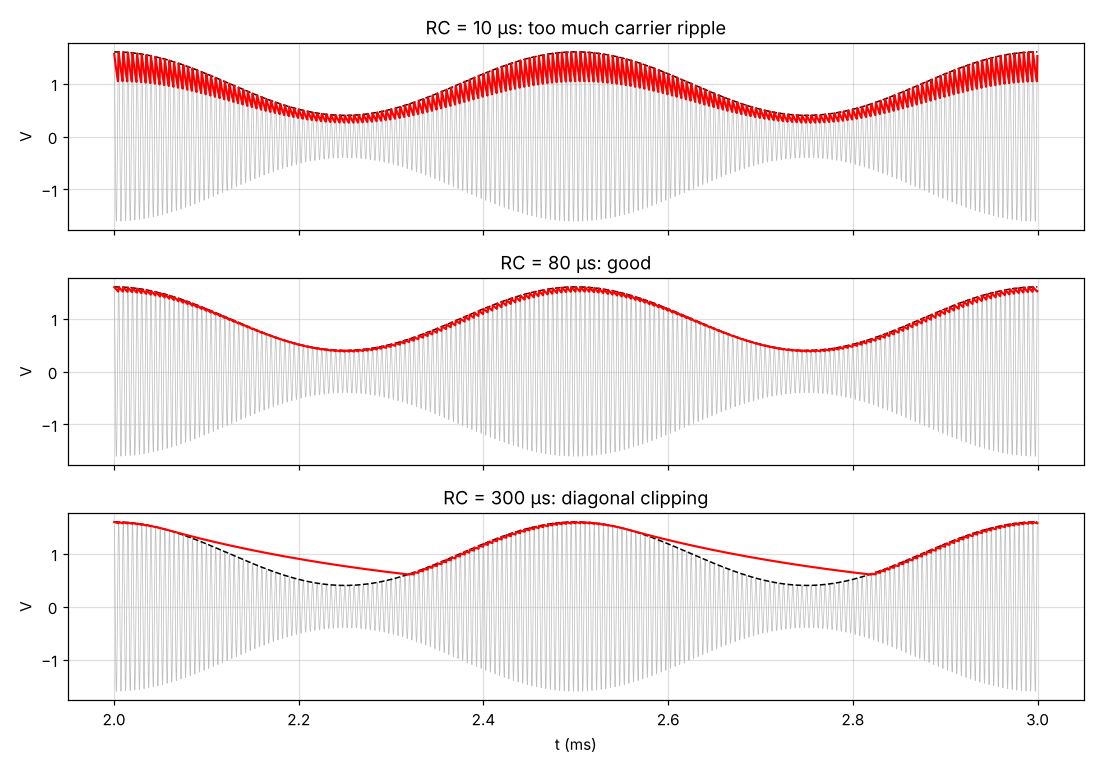 RC = 10 µs: too much carrier ripple
1
0
−1
V
RC = 80 µs: good
1
0
−1
V
RC = 300 µs: diagonal clipping
1
0
−1
V
2.0 2.2 2.4 2.6 2.8 3.0
t (ms)